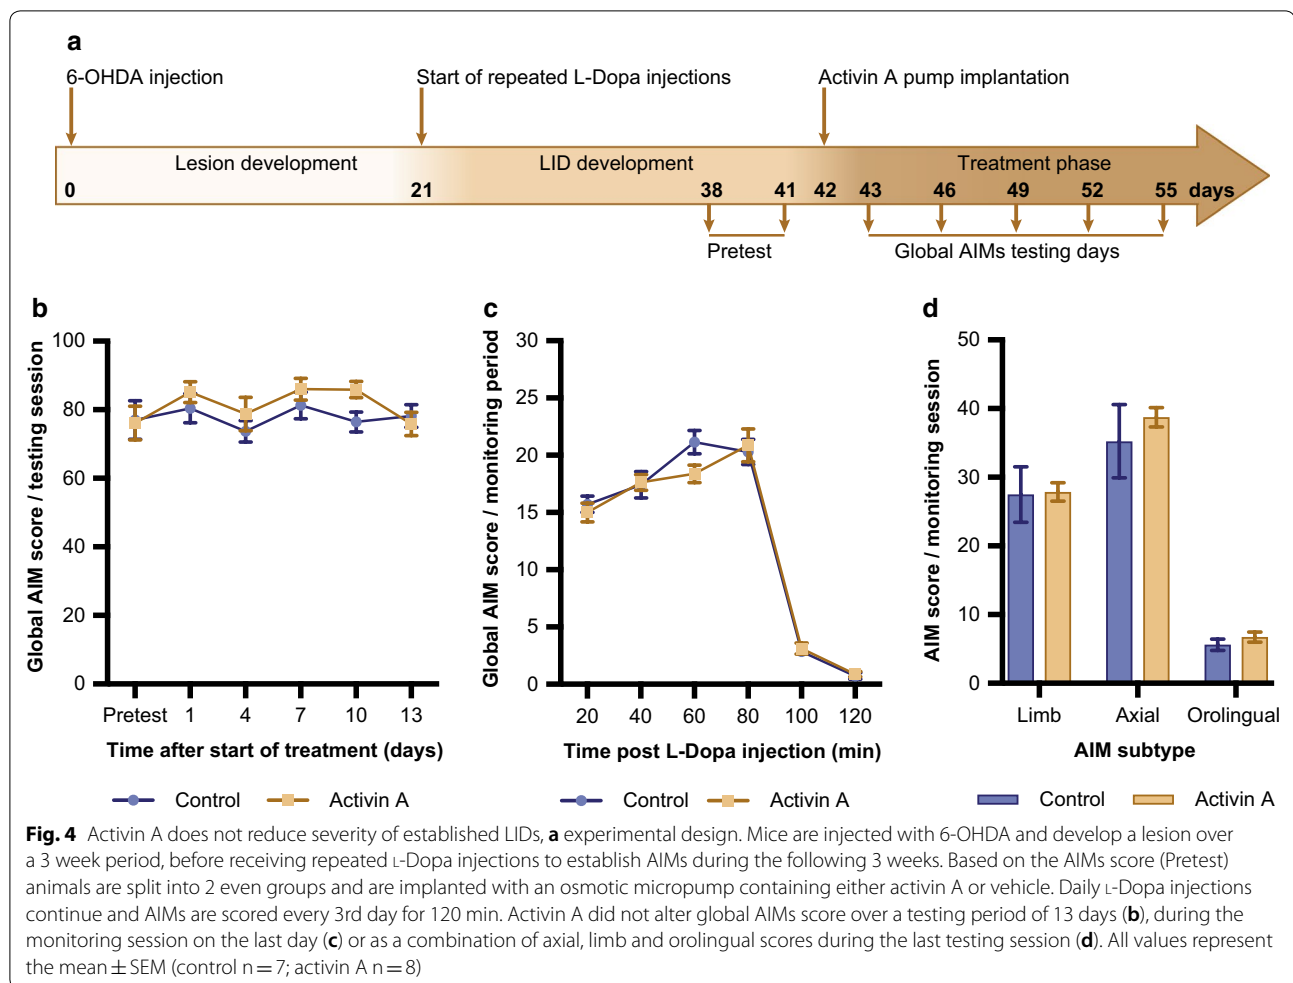 a
6-OHDA injection
Start of repeated L-Dopa injections
Activin A pump implantation
Lesion development
LID development
Treatment phase
0
21
38
41
42
43
46
49
52
55
days
Pretest
Global AIMs testing days
b
Global AIM score / testing session
100
80
60
40
20
0
Pretest
1
4
7
10
13
Time after start of treatment (days)
Control
Activin A
c
Global AIM score / monitoring period
30
25
20
15
10
5
0
20
40
60
80
100
120
Time post L-Dopa injection (min)
Control
Activin A
d
AIM score / monitoring session
50
40
30
20
10
0
Limb
Axial
Orolingual
AIM subtype
Control
Activin A
Fig. 4 Activin A does not reduce severity of established LIDs, a experimental design. Mice are injected with 6-OHDA and develop a lesion over
a 3 week period, before receiving repeated L-Dopa injections to establish AIMs during the following 3 weeks. Based on the AIMs score (Pretest)
animals are split into 2 even groups and are implanted with an osmotic micropump containing either activin A or vehicle. Daily L-Dopa injections
continue and AIMs are scored every 3rd day for 120 min. Activin A did not alter global AIMs score over a testing period of 13 days (b), during the
monitoring session on the last day (c) or as a combination of axial, limb and orolingual scores during the last testing session (d). All values represent
the mean ± SEM (control n = 7; activin A n = 8)